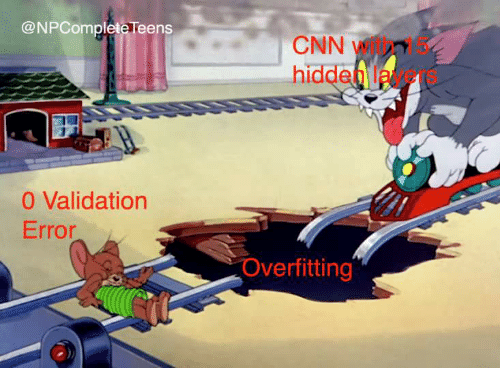 @NPCompleteTeens
CNN with 15
hidden layers
0 Validation
Error
Overfitting